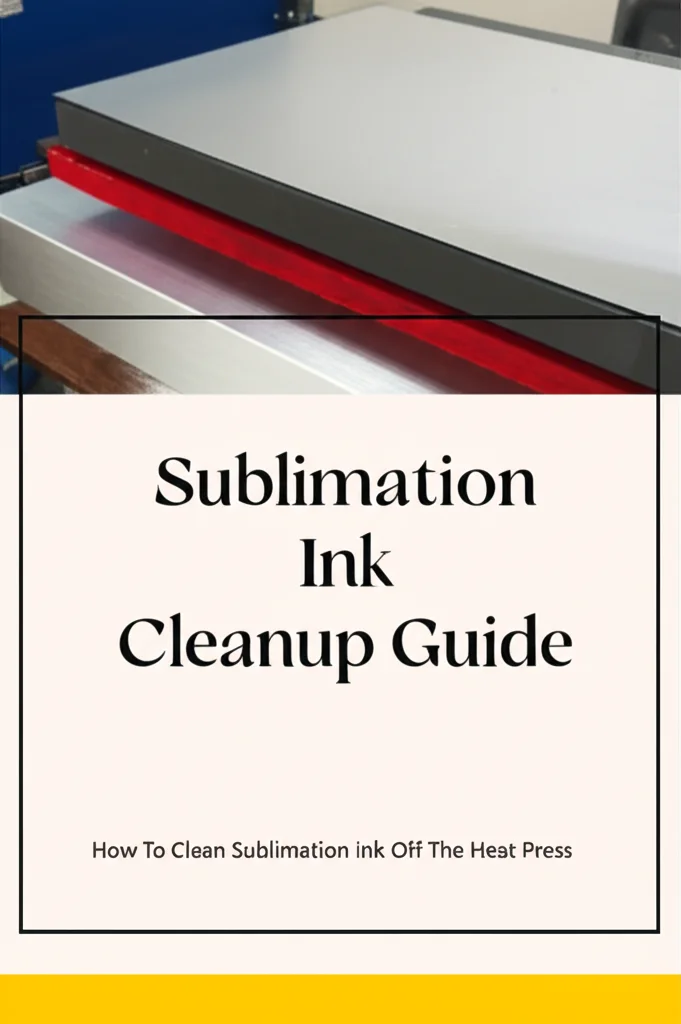 Sublimation
Ink
Cleanup Guide
How To Clean Sublimation ink Off The Heat Press